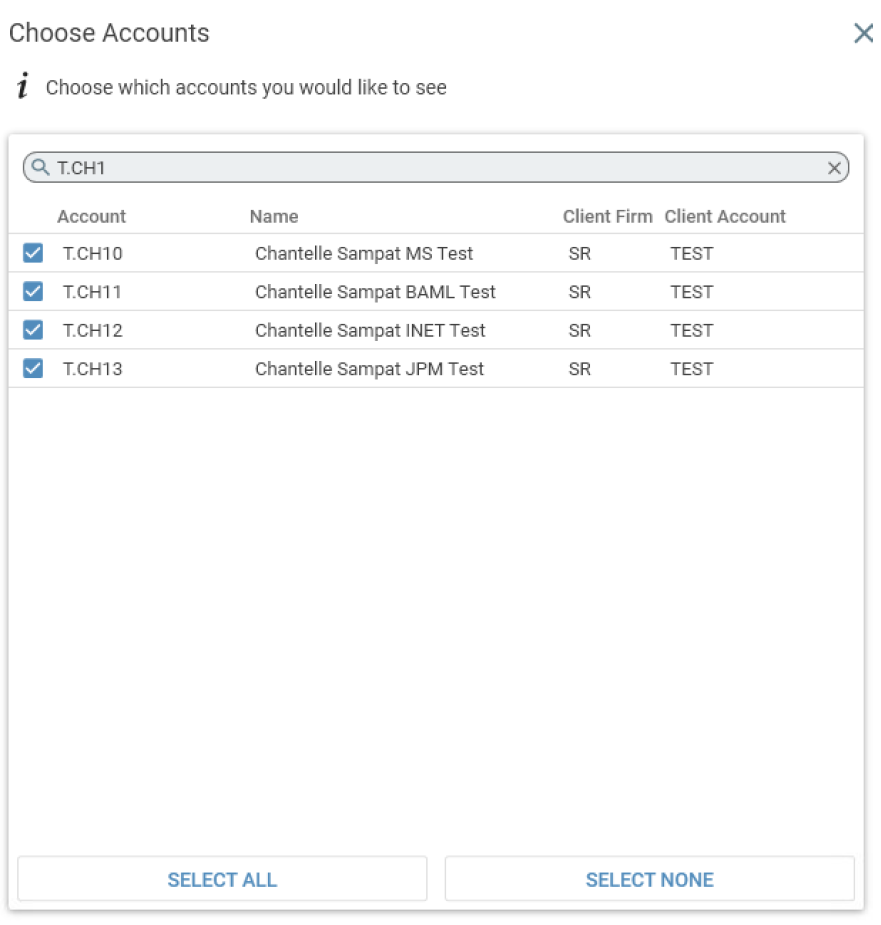 Choose Accounts
i Choose which accounts you would like to see
T.CH1
Account Name Client Firm Client Account
T.CH10 Chantelle Sampat MS Test SR TEST
T.CH11 Chantelle Sampat BAML Test SR TEST
T.CH12 Chantelle Sampat INET Test SR TEST
T.CH13 Chantelle Sampat JPM Test SR TEST
SELECT ALL SELECT NONE